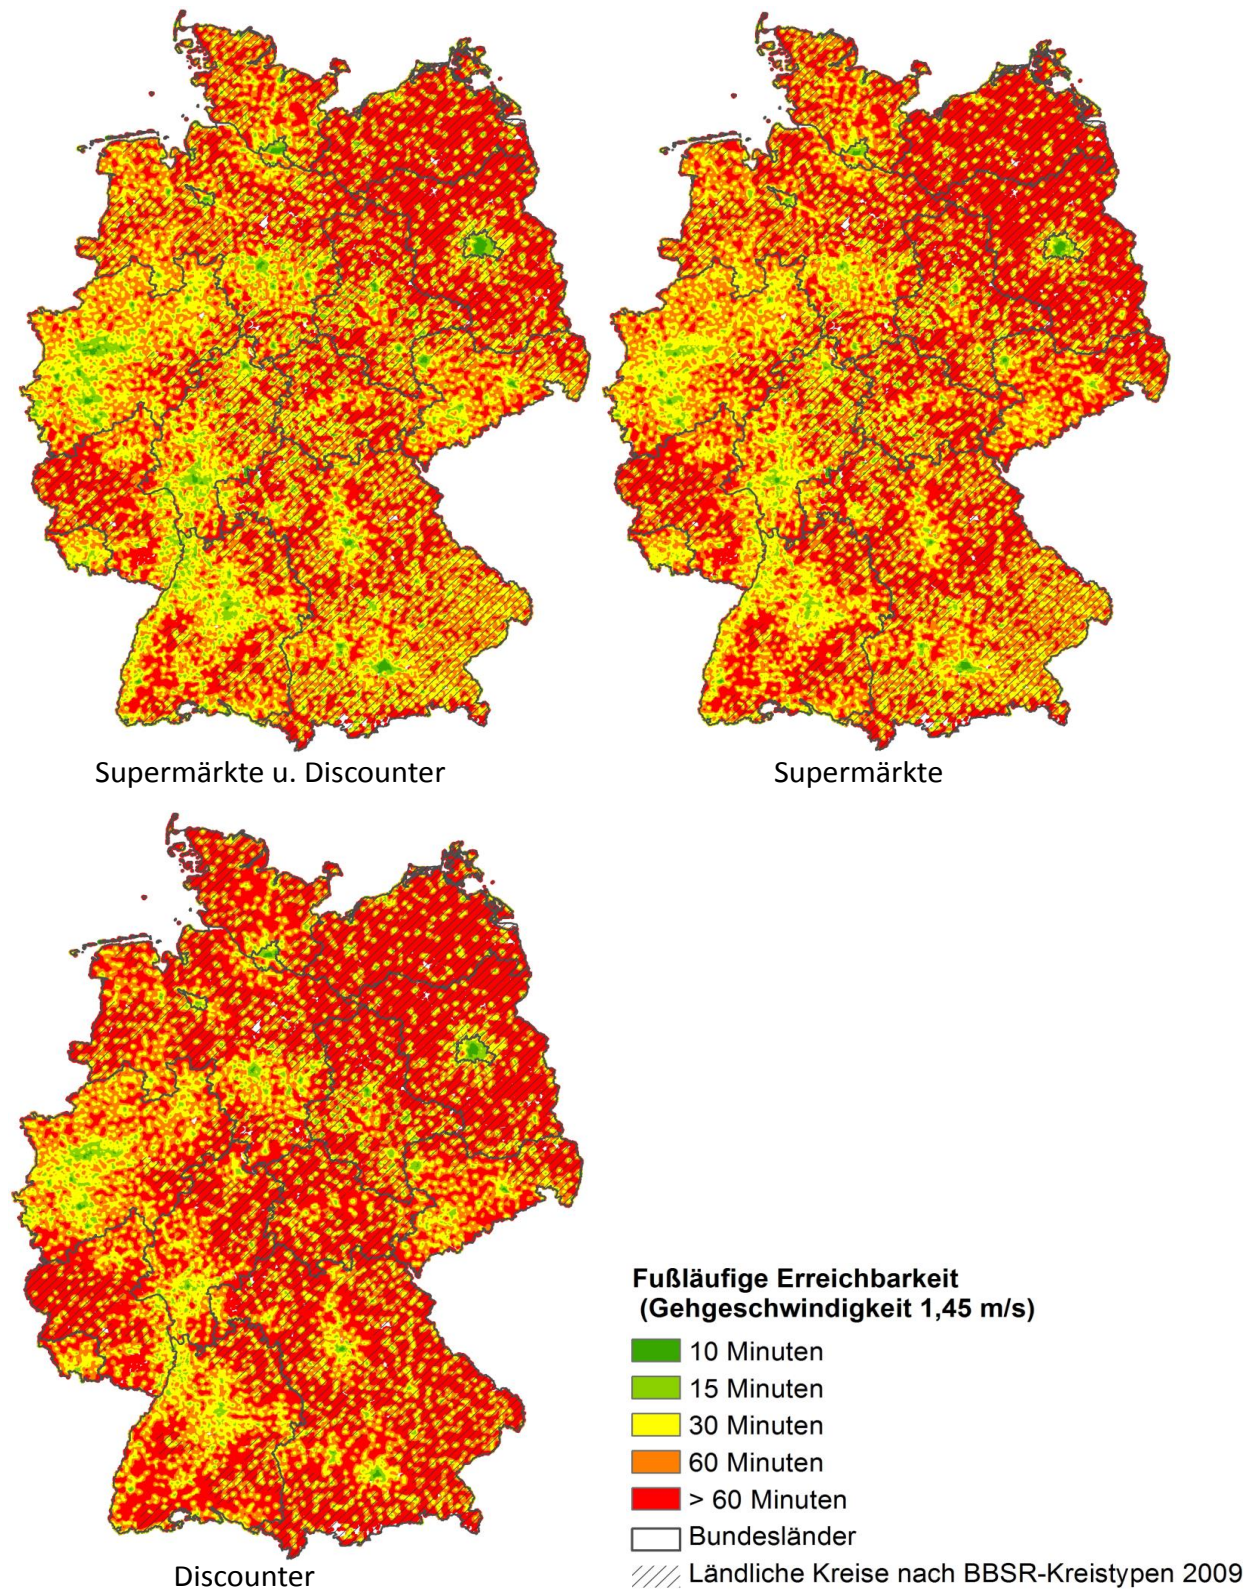 Supermärkte u. Discounter
Supermärkte
Discounter
Fußläufige Erreichbarkeit
(Gehgeschwindigkeit 1,45 m/s)
10 Minuten
15 Minuten
30 Minuten
60 Minuten
> 60 Minuten
Bundesländer
Ländliche Kreise nach BBSR-Kreistypen 2009